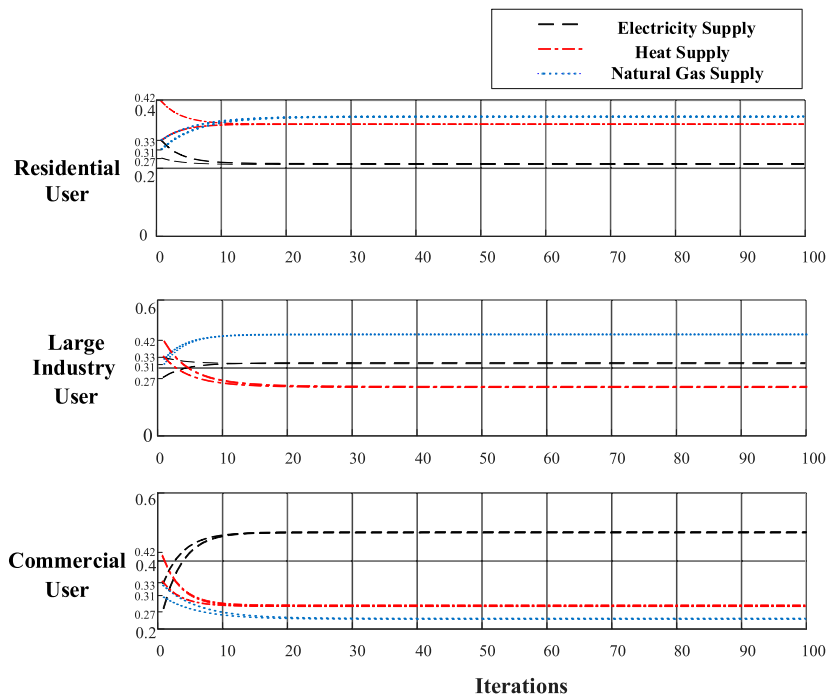 Electricity Supply
Heat Supply
Natural Gas Supply
0.42
0.4
0.33
0.31
0.27
0.2
0
Residential
User
0 10 20 30 40 50 60 70 80 90 100
0.6
0.42
0.33
0.31
0.27
0
Large
Industry
User
0 10 20 30 40 50 60 70 80 90 100
0.6
0.42
0.4
0.33
0.31
0.27
0.2
Commercial
User
0 10 20 30 40 50 60 70 80 90 100
Iterations